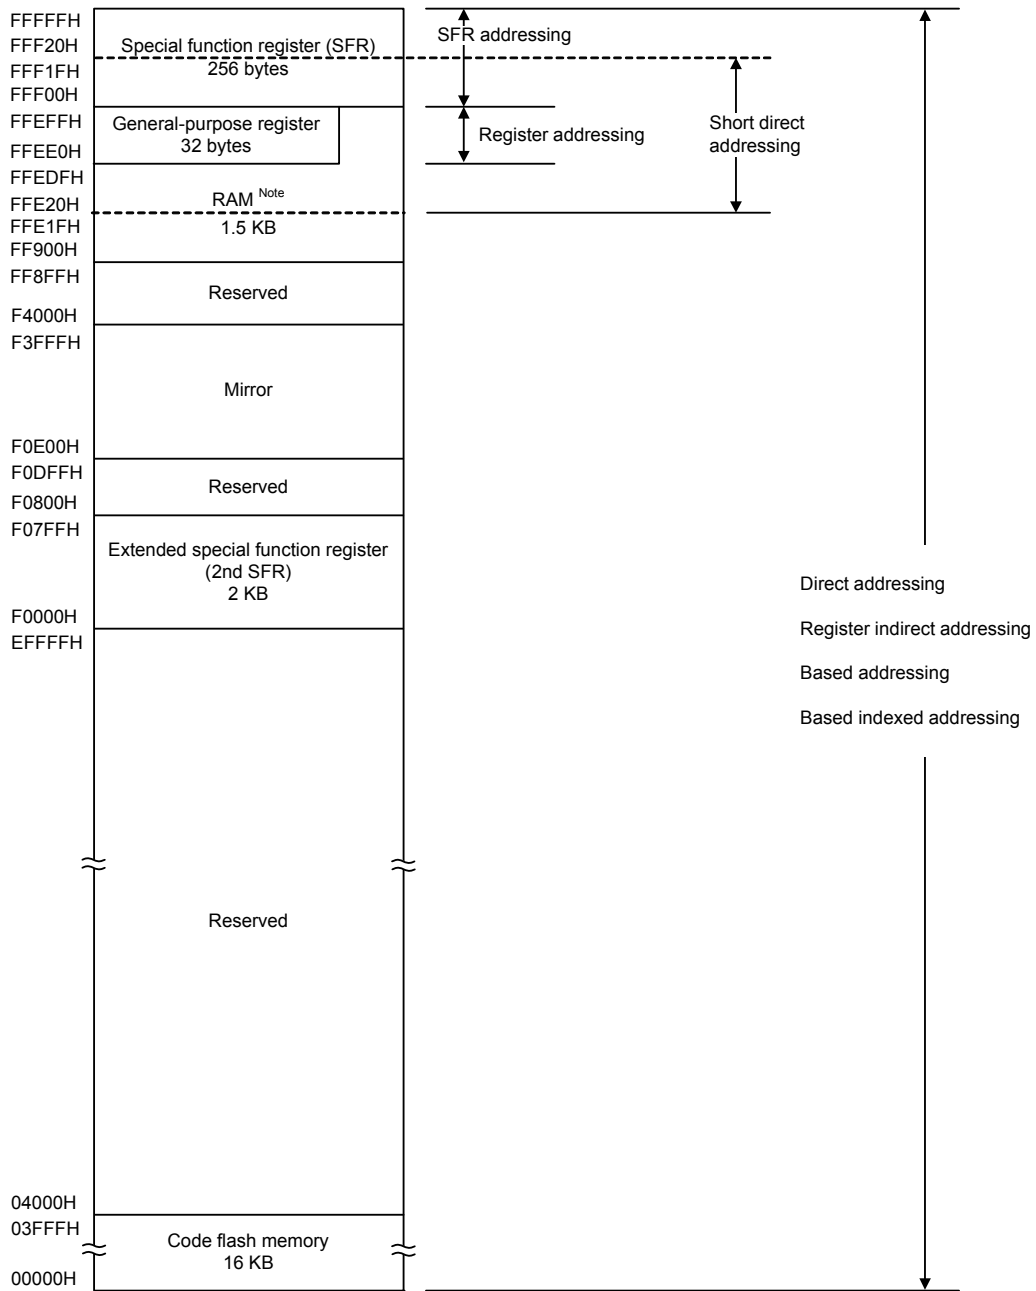 FFFFFH
SFR addressing
FFF20H
Special function register (SFR)
256 bytes
FFF1FH
FFF00H
FFEFFH
General-purpose register
32 bytes
Register addressing
Short direct
addressing
FFEE0H
FFEDFH
RAM Note
FFE20H
FFE1FH
1.5 KB
FF900H
FF8FFH
Reserved
F4000H
F3FFFH
Mirror
F0E00H
F0DFFH
Reserved
F0800H
F07FFH
Extended special function register
(2nd SFR)
2 KB
F0000H
EFFFFH
Direct addressing
Register indirect addressing
Based addressing
Based indexed addressing
Reserved
04000H
03FFFH
Code flash memory
16 KB
00000H